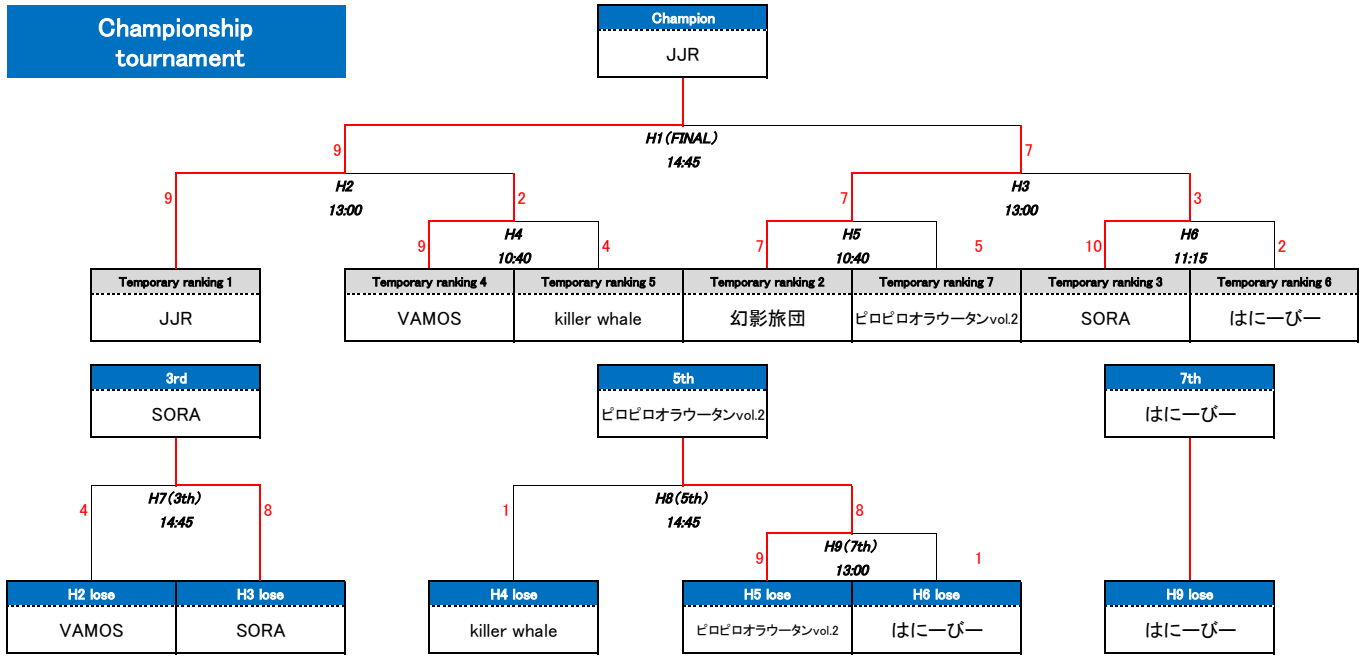 Championship
tournament
Champion
JJR
H1(FINAL)
14:45
9
7
H2
13:00
H3
13:00
9
2
7
3
H4
10:40
H5
10:40
H6
11:15
9
4
7
5
10
2
Temporary ranking 1
Temporary ranking 4
Temporary ranking 5
Temporary ranking 2
Temporary ranking 7
Temporary ranking 3
Temporary ranking 6
JJR
VAMOS
killer whale
幻影旅団
ピロピロオラウータンvol.2
SORA
はにーびー
3rd
5th
7th
SORA
ピロピロオラウータンvol.2
はにーびー
H7(3th)
14:45
4
8
H8(5th)
14:45
1
8
H9(7th)
13:00
9
1
H2 lose
H3 lose
H4 lose
H5 lose
H6 lose
H9 lose
VAMOS
SORA
killer whale
ピロピロオラウータンvol.2
はにーびー
はにーびー